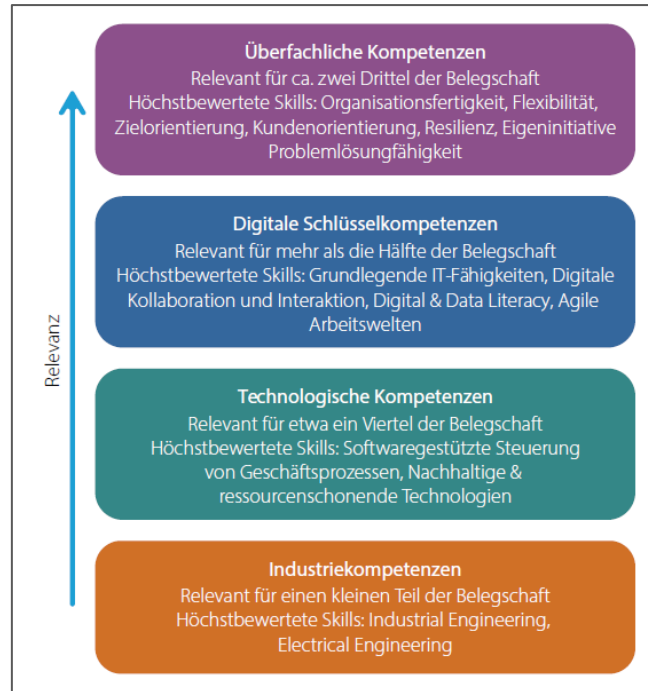 Überfachliche Kompetenzen
Relevant für ca. zwei Drittel der Belegschaft
Höchstbewertete Skills: Organisationsfertigkeit, Flexibilität,
Zielorientierung, Kundenorientierung, Resilienz, Eigeninitiative
Problemlösungfähigkeit
Digitale Schlüsselkompetenzen
Relevant für mehr als die Hälfte der Belegschaft
Höchstbewertete Skills: Grundlegende IT-Fähigkeiten, Digitale
Kollaboration und Interaktion, Digital & Data Literacy, Agile
Arbeitswelten
Relevanz
Technologische Kompetenzen
Relevant für etwa ein Viertel der Belegschaft
Höchstbewertete Skills: Softwaregestützte Steuerung
von Geschäftsprozessen, Nachhaltige &
ressourcenschonende Technologien
Industriekompetenzen
Relevant für einen kleinen Teil der Belegschaft
Höchstbewertete Skills: Industrial Engineering,
Electrical Engineering